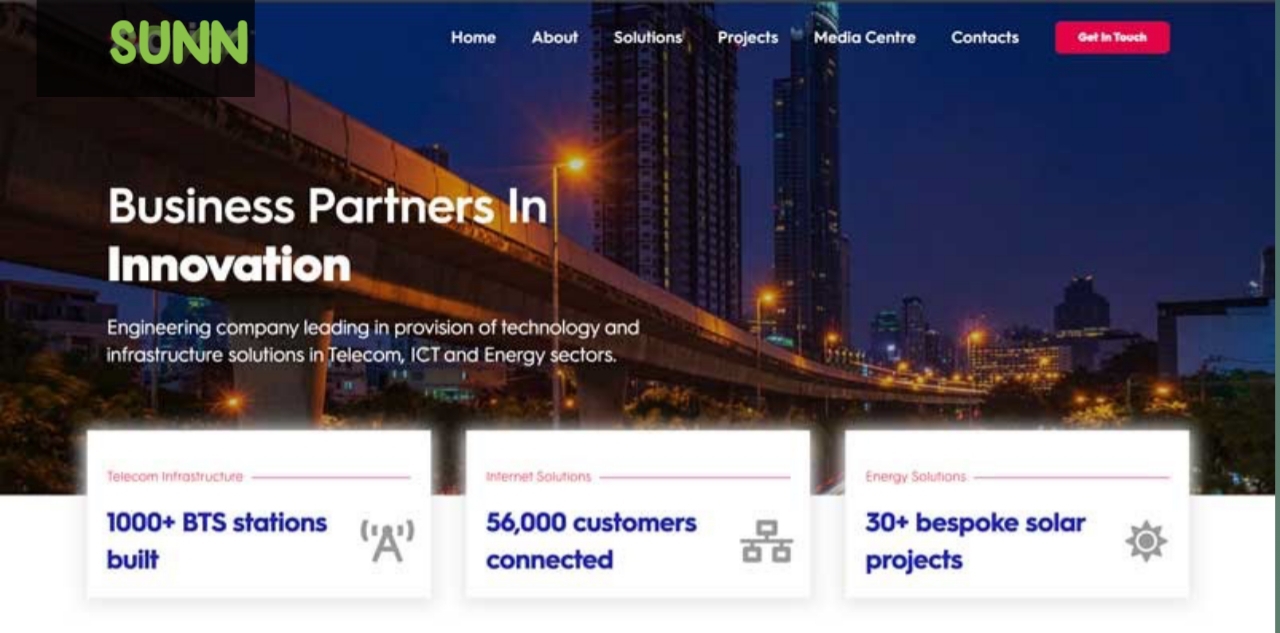 SUNN
Home About Solutions Projects Media Centre Contacts Get In Touch
Business Partners In
Innovation
Engineering company leading in provision of technology and
infrastructure solutions in Telecom, ICT and Energy sectors.
Telecom Infrastructure
1000+ BTS stations
built
Internet Solutions
56,000 customers
connected
Energy Solutions
30+ bespoke solar
projects